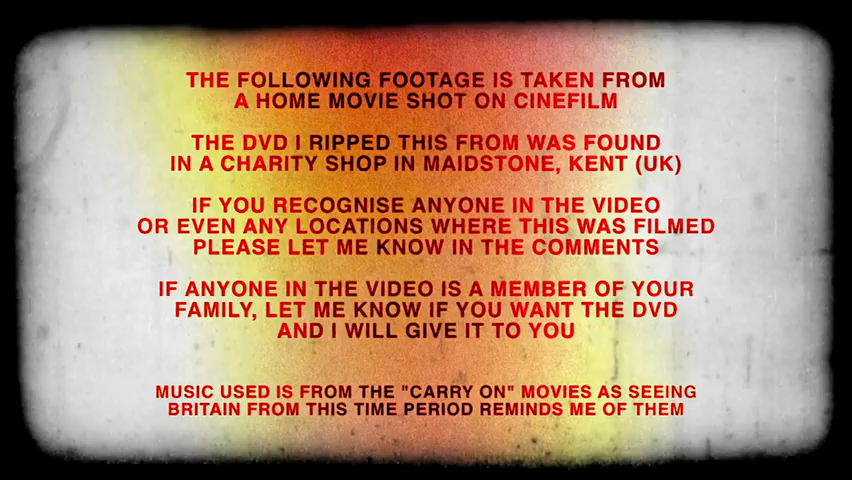 THE FOLLOWING FOOTAGE IS TAKEN FROM
A HOME MOVIE SHOT ON CINEFILM
THE DVD I RIPPED THIS FROM WAS FOUND
IN A CHARITY SHOP IN MAIDSTONE, KENT (UK)
IF YOU RECOGNISE ANYONE IN THE VIDEO
OR EVEN ANY LOCATIONS WHERE THIS WAS FILMED
PLEASE LET ME KNOW IN THE COMMENTS
IF ANYONE IN THE VIDEO IS A MEMBER OF YOUR
FAMILY, LET ME KNOW IF YOU WANT THE DVD
AND I WILL GIVE IT TO YOU
MUSIC USED IS FROM THE "CARRY ON" MOVIES AS SEEING
BRITAIN FROM THIS TIME PERIOD REMINDS ME OF THEM